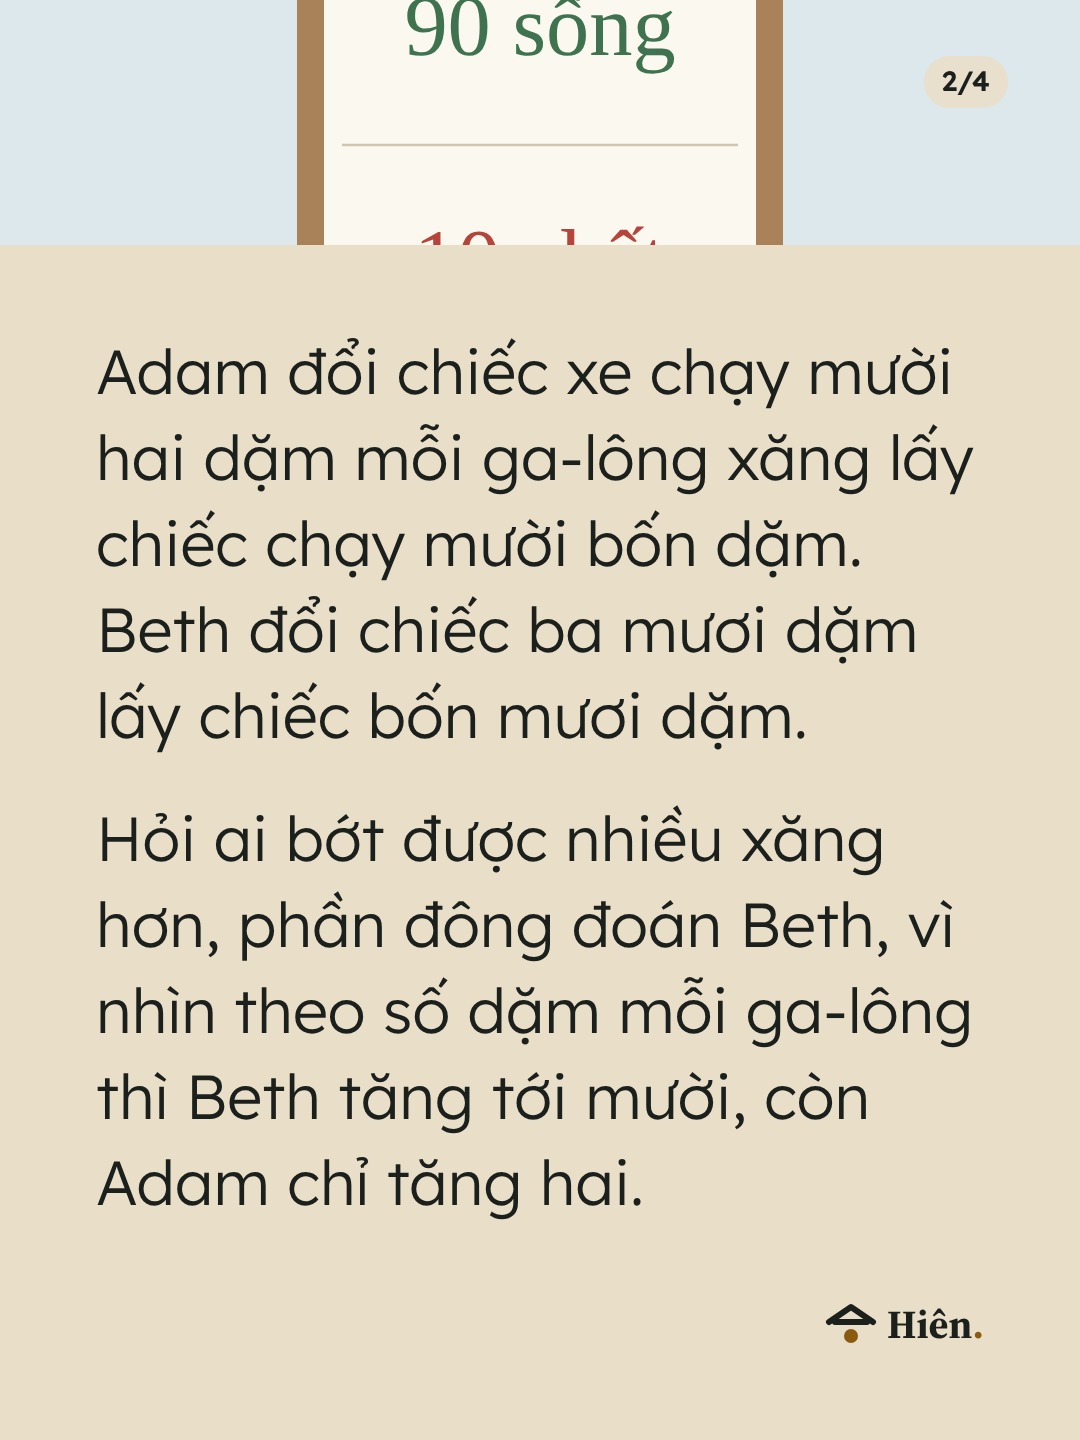 90 sống
2/4
Adam đổi chiếc xe chạy mười
hai dặm mỗi ga-lông xăng lấy
chiếc chạy mười bốn dặm.
Beth đổi chiếc ba mươi dặm
lấy chiếc bốn mươi dặm.
Hỏi ai bớt được nhiều xăng
hơn, phần đông đoán Beth, vì
nhìn theo số dặm mỗi ga-lông
thì Beth tăng tới mười, còn
Adam chỉ tăng hai.
Hiên.